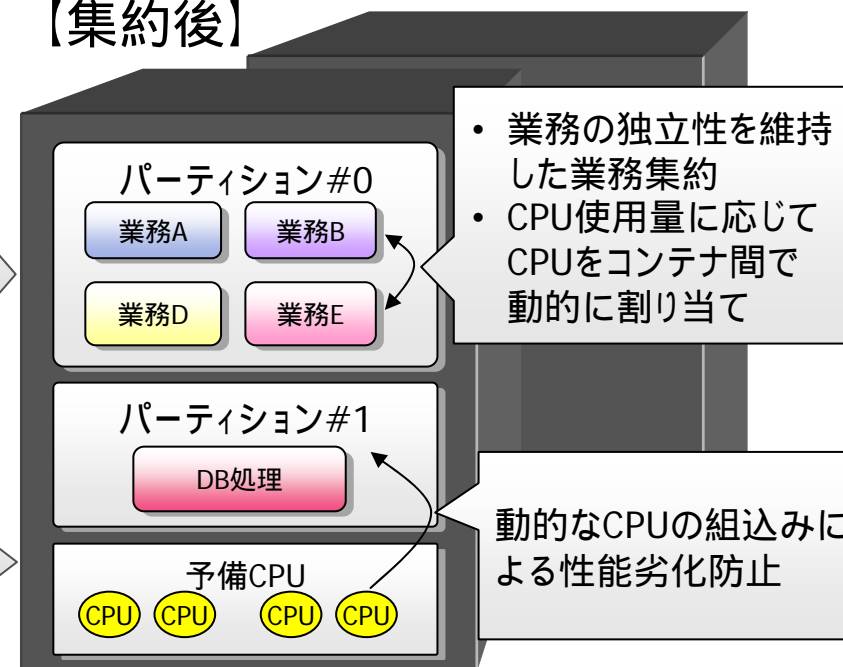 【集約後】
パーティション#0
業務A
業務B
業務D
業務E
• 業務の独立性を維持
した業務集約
• CPU使用量に応じて
CPUをコンテナ間で
動的に割り当て
パーティション#1
DB処理
動的なCPUの組込みに
よる性能劣化防止
予備CPU
CPU
CPU
CPU
CPU